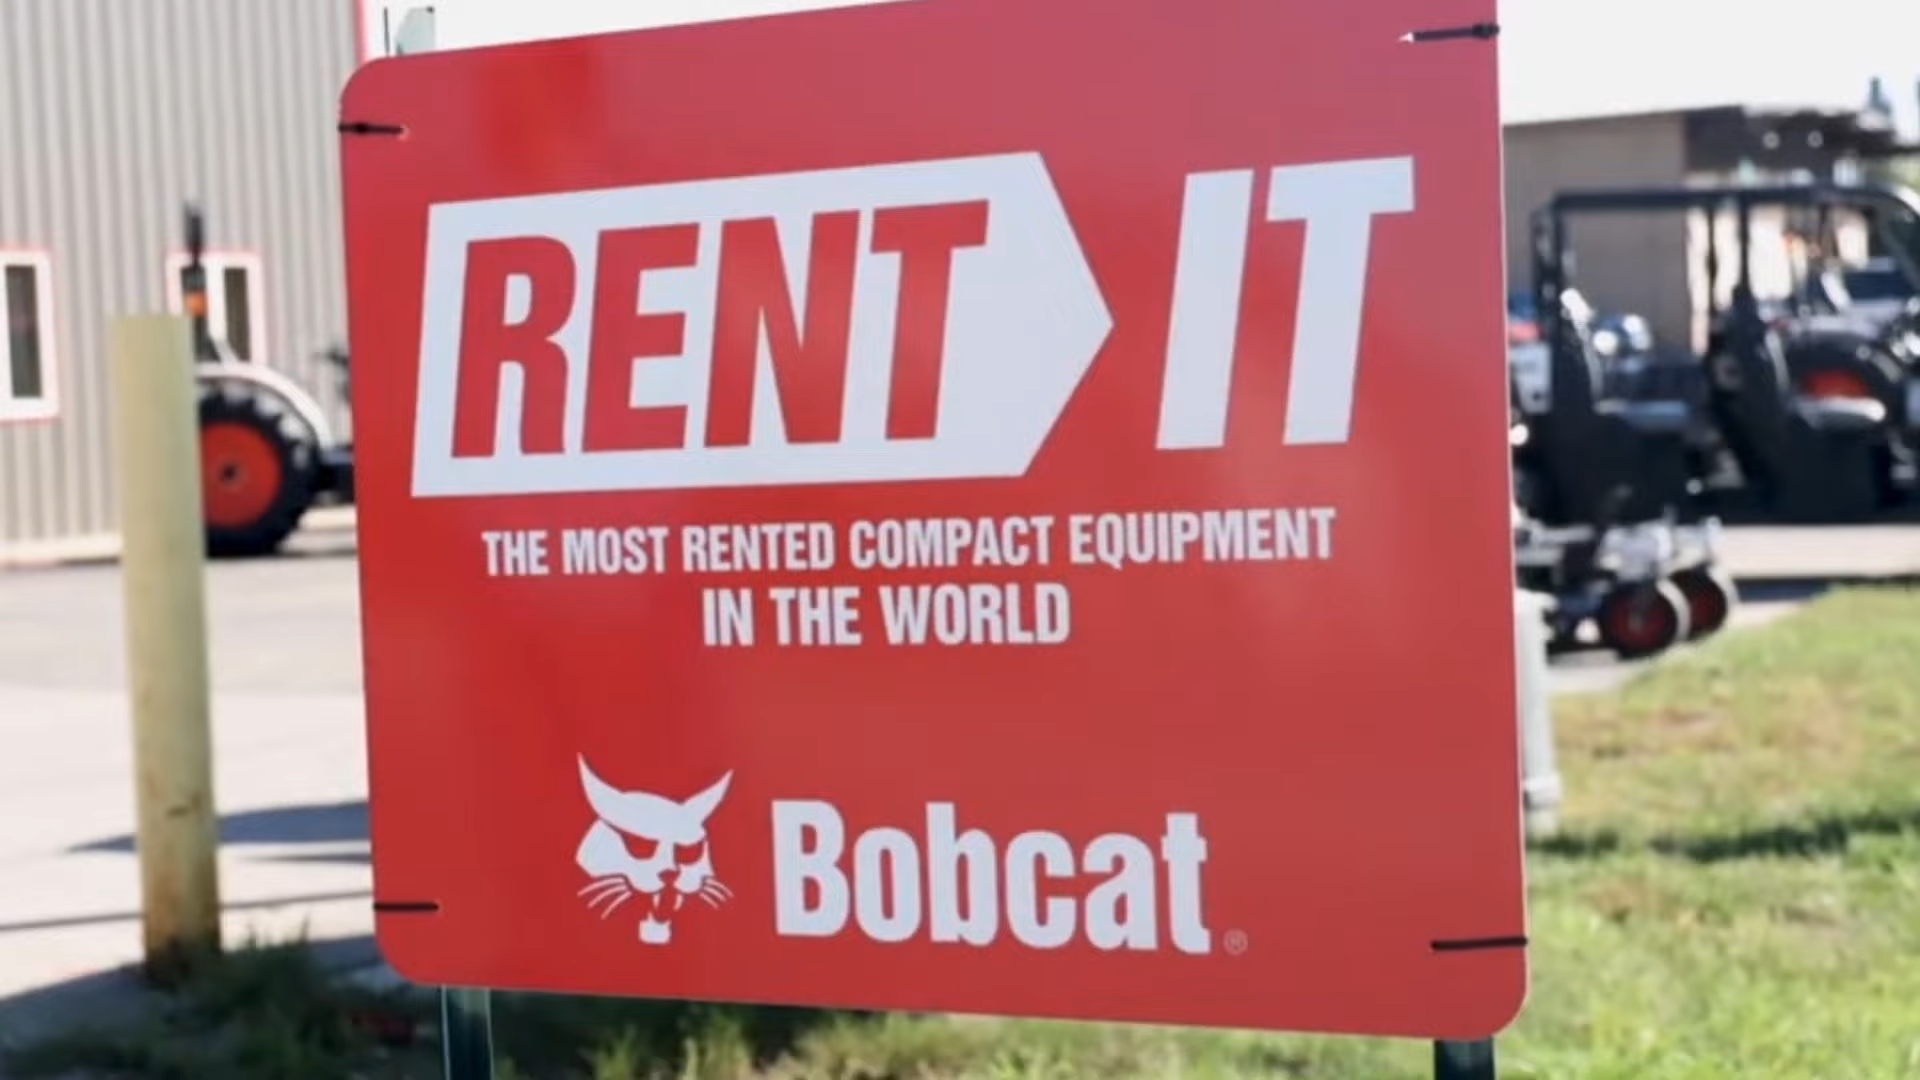 RENT IT
THE MOST RENTED COMPACT EQUIPMENT
IN THE WORLD
Bobcat®